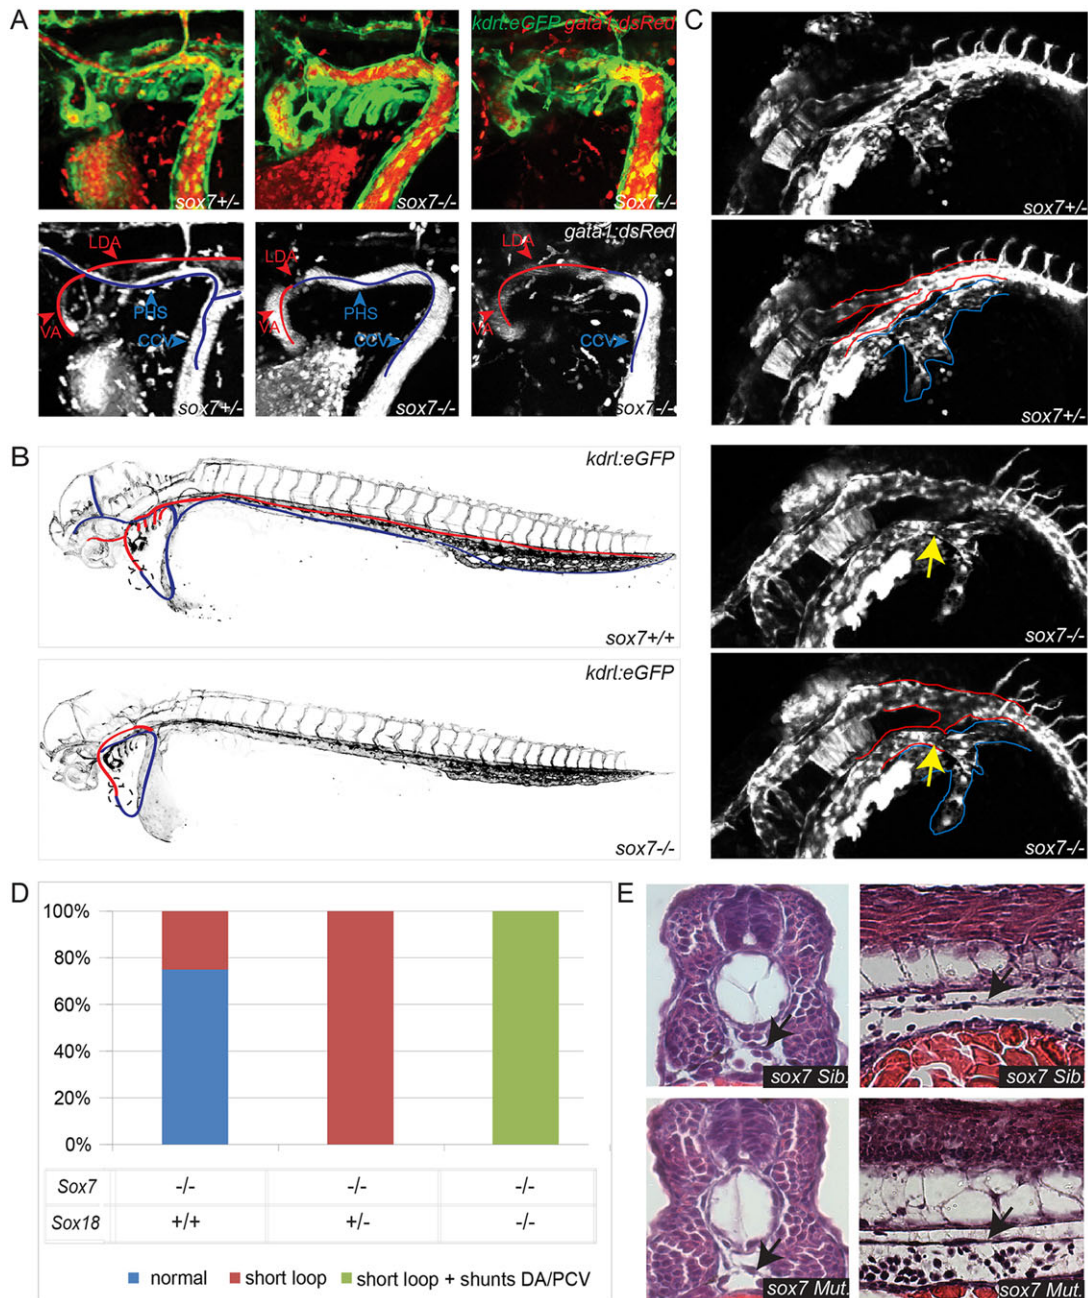 A
kdrl:eGFP gata1:dsRed
sox7+/-
sox7-/-
sox7-/-
gata1:dsRed
LDA
VA
PHS
CCV
sox7+/-
LDA
VA
PHS
CCV
sox7-/-
LDA
VA
CCV
sox7-/-
B
kdrl:eGFP
sox7+/+
kdrl:eGFP
sox7-/-
C
sox7+/-
sox7+/-
sox7-/-
sox7-/-
D
100%
80%
60%
40%
20%
0%
Sox7 -/- -/- -/-
Sox18 +/+ +/- -/-
normal short loop short loop + shunts DA/PCV
E
sox7 Sib.
sox7 Sib.
sox7 Mut.
sox7 Mut.